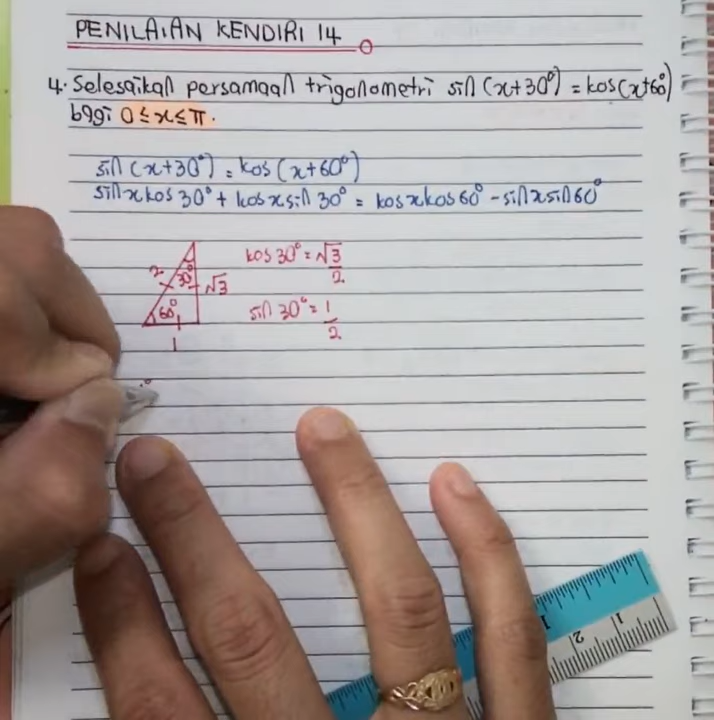 PENILAIAN KENDIRI 14
4. Selesaikan persamaan trigonometri sin (x+30°) = kos(x+60°)
bagi 0 ≤ x ≤ π.
sin (x+30°) = kos (x+60°)
sin x kos 30° + kos x sin 30° = kos x kos 60° - sin x sin 60°
2 30° √3 60° 1
kos 30° = √3/2
sin 30° = 1/2
1 2